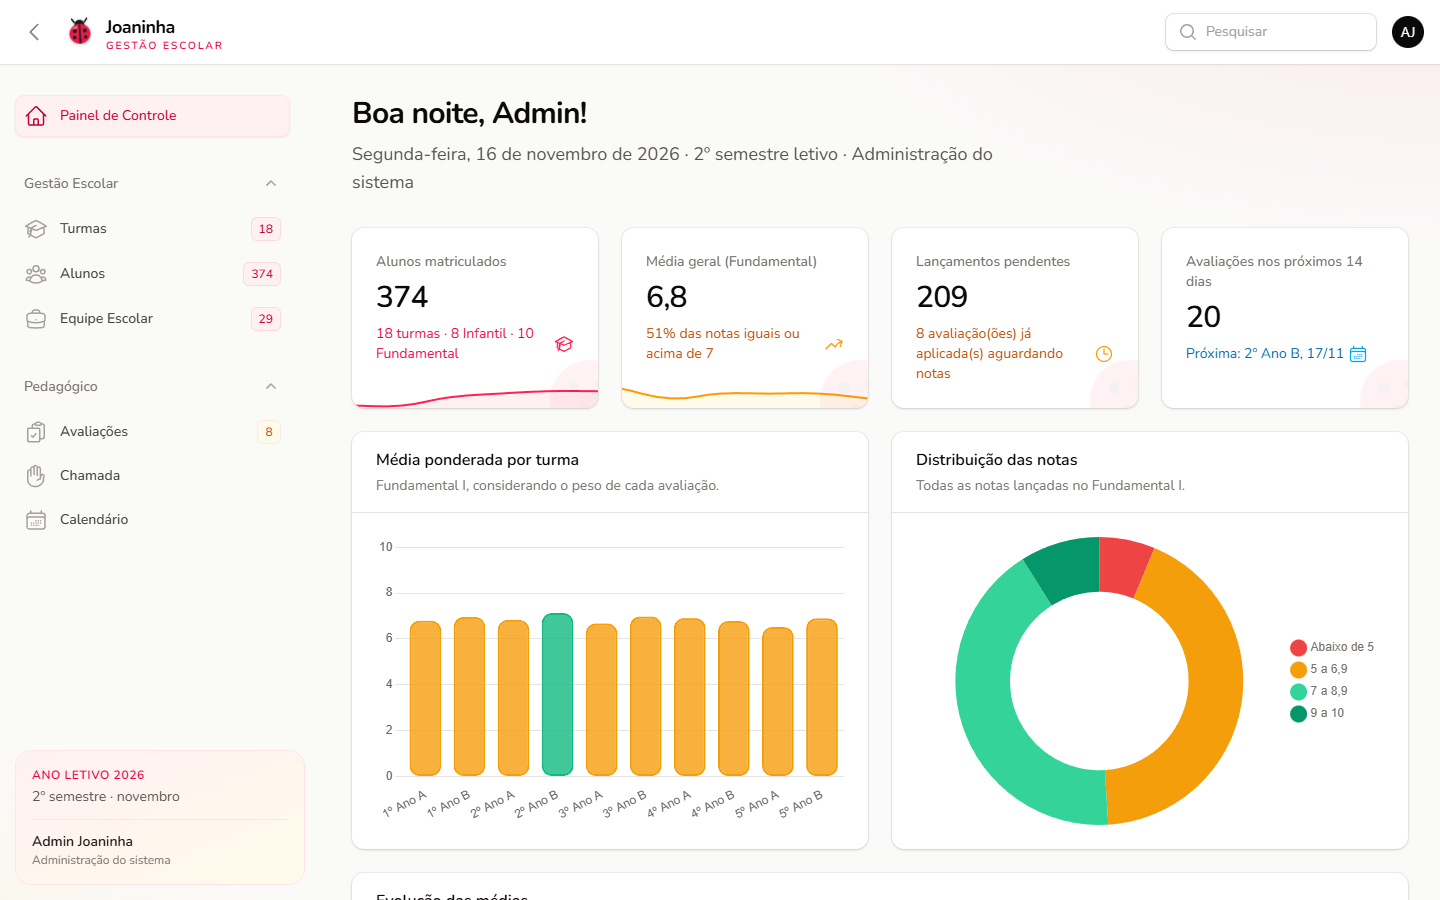 Joaninha
GESTÃO ESCOLAR
Pesquisar
AJ
Painel de Controle
Gestão Escolar
Turmas
18
Alunos
374
Equipe Escolar
29
Pedagógico
Avaliações
8
Chamada
Calendário
ANO LETIVO 2026
2º semestre · novembro
Admin Joaninha
Administração do sistema
Boa noite, Admin!
Segunda-feira, 16 de novembro de 2026 · 2º semestre letivo · Administração do
sistema
Alunos matriculados
374
18 turmas · 8 Infantil · 10
Fundamental
Média geral (Fundamental)
6,8
51% das notas iguais ou
acima de 7
Lançamentos pendentes
209
8 avaliação(ões) já
aplicada(s) aguardando
notas
Avaliações nos próximos 14
dias
20
Próxima: 2º Ano B, 17/11
Média ponderada por turma
Fundamental I, considerando o peso de cada avaliação.
10
8
6
4
2
0
1º Ano A
1º Ano B
2º Ano A
2º Ano B
3º Ano A
3º Ano B
4º Ano A
4º Ano B
5º Ano A
5º Ano B
Distribuição das notas
Todas as notas lançadas no Fundamental I.
Abaixo de 5
5 a 6,9
7 a 8,9
9 a 10
Evolução das médias